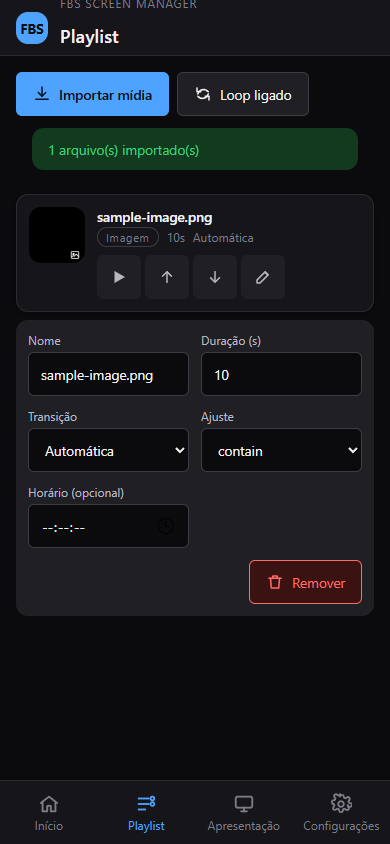 FBS SCREEN MANAGER
FBS
Playlist
Importar mídia
Loop ligado
1 arquivo(s) importado(s)
sample-image.png
Imagem 10s Automática
Nome
Duração (s)
sample-image.png
10
Transição
Ajuste
Automática
contain
Horário (opcional)
--:--:--
Remover
Início
Playlist
Apresentação
Configurações